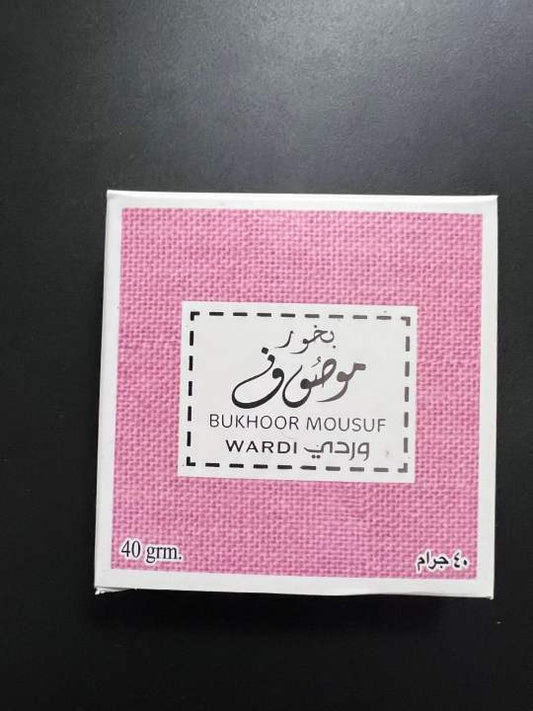 بخور
موصوف
BUKHOOR MOUSUF
WARDI وردي
40 grm.
٤٠ جرام